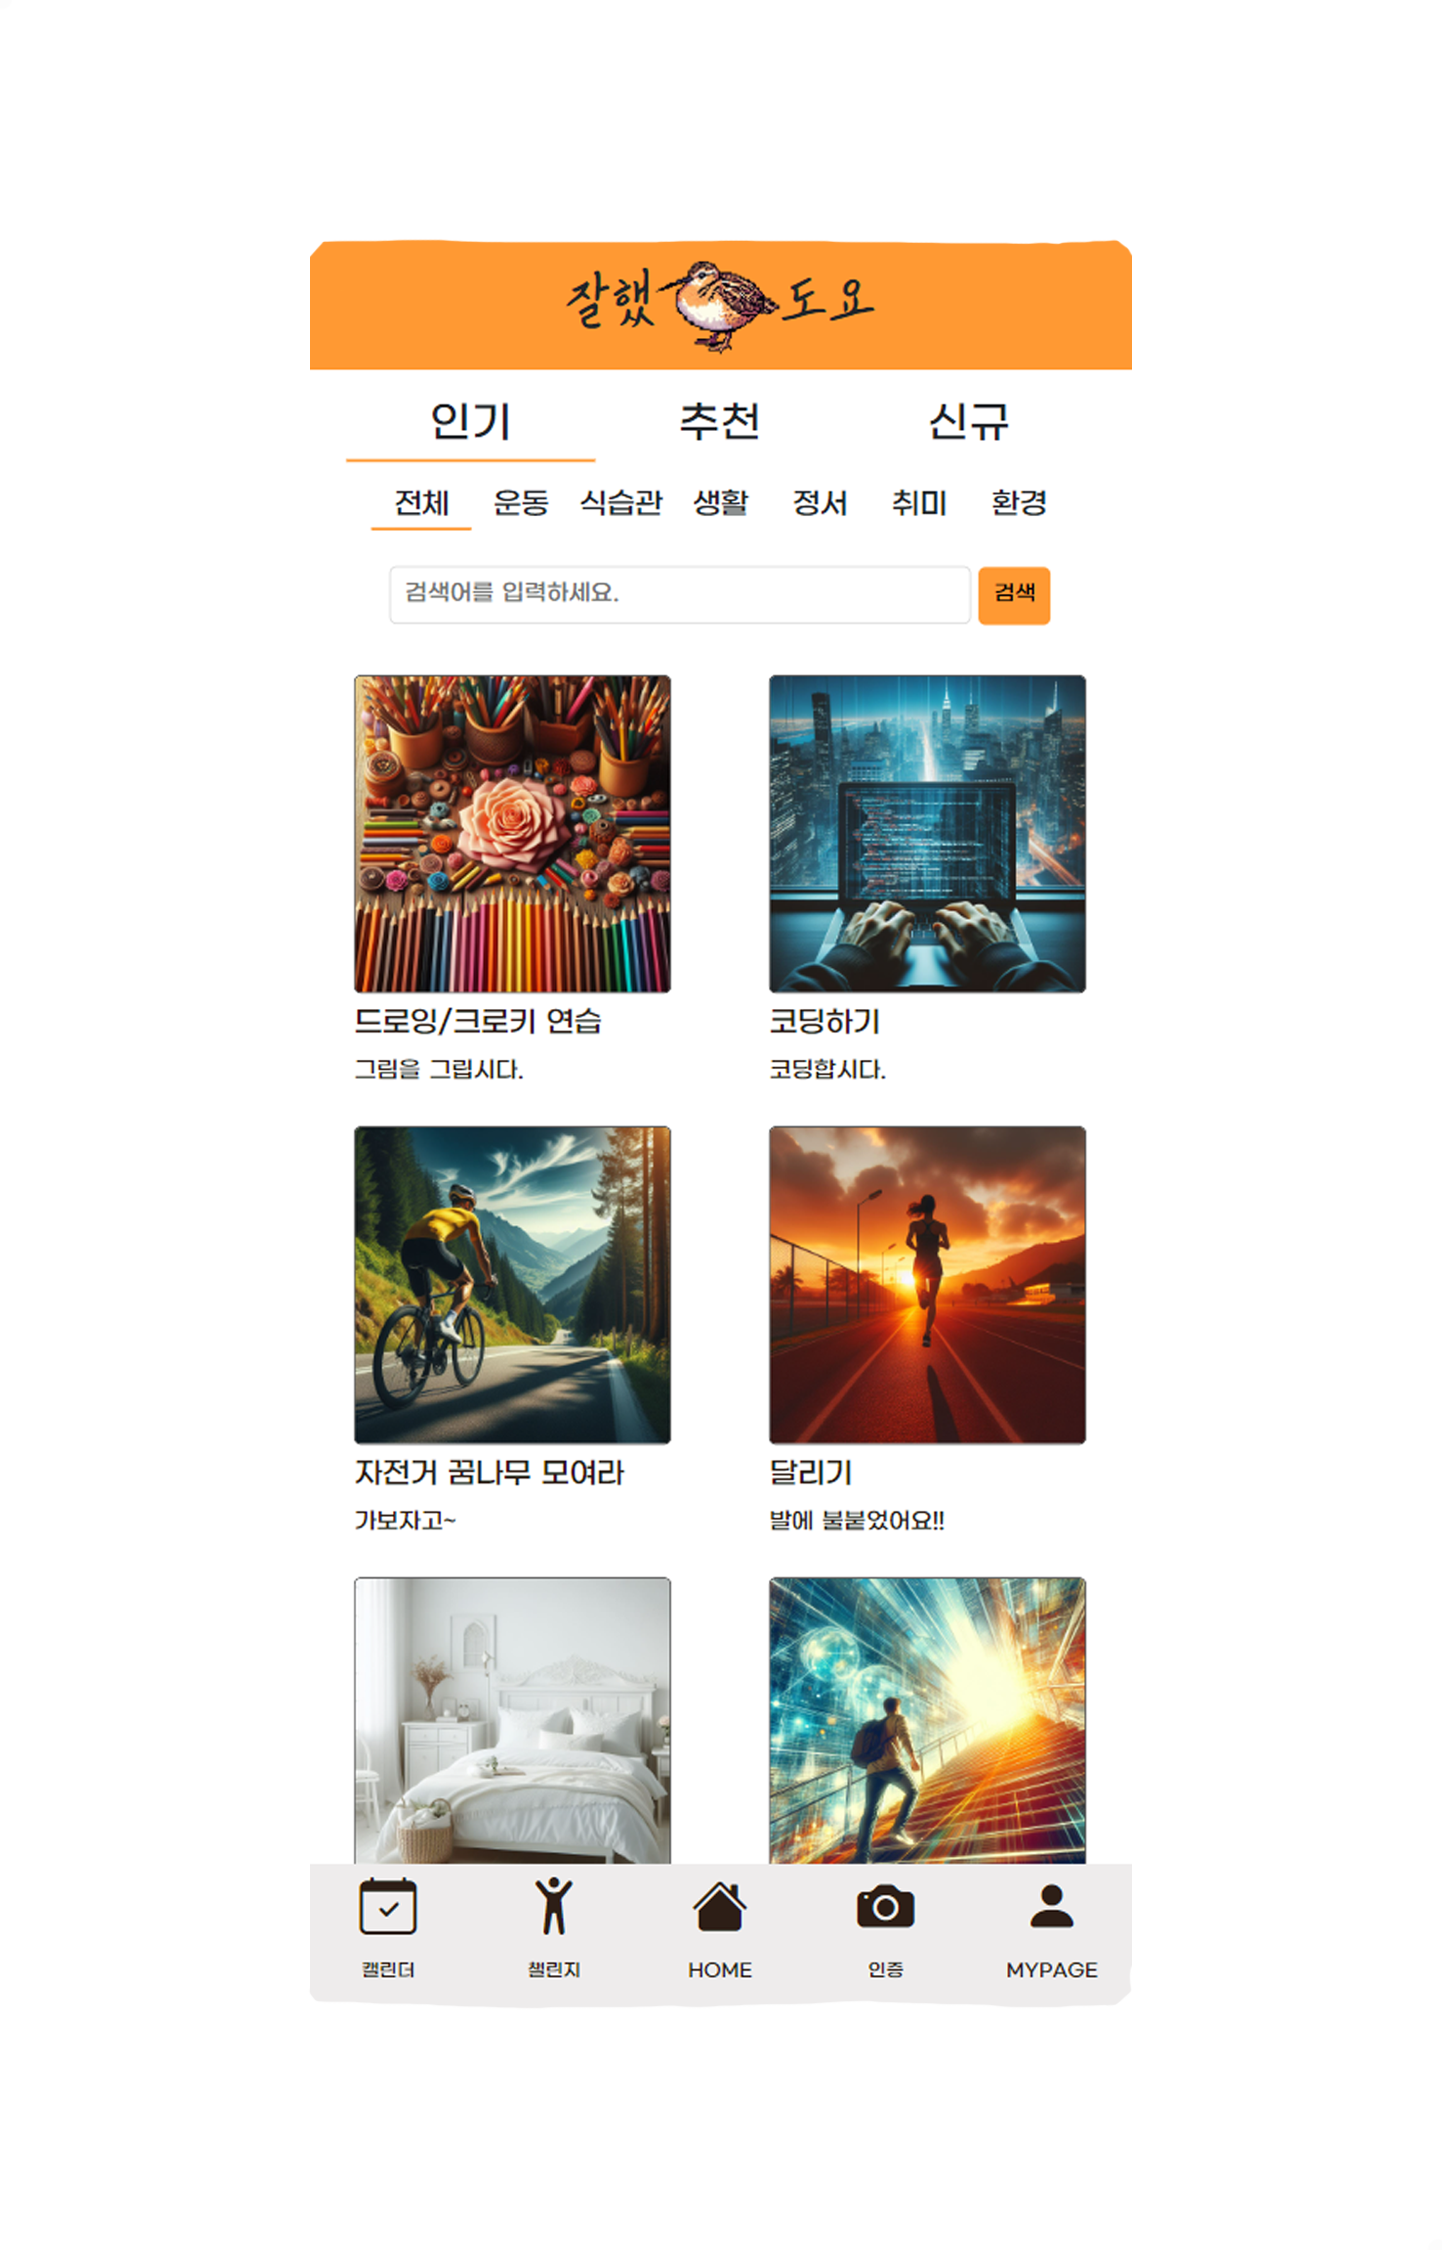 잘했 도요
인기 추천 신규
전체 운동 식습관 생활 정서 취미 환경
검색어를 입력하세요. 검색
드로잉/크로키 연습 코딩하기
그림을 그립시다. 코딩합시다.
자전거 꿈나무 모여라 달리기
가보자고~ 발에 불붙었어요!!
캘린더 챌린지 HOME 인증 MYPAGE